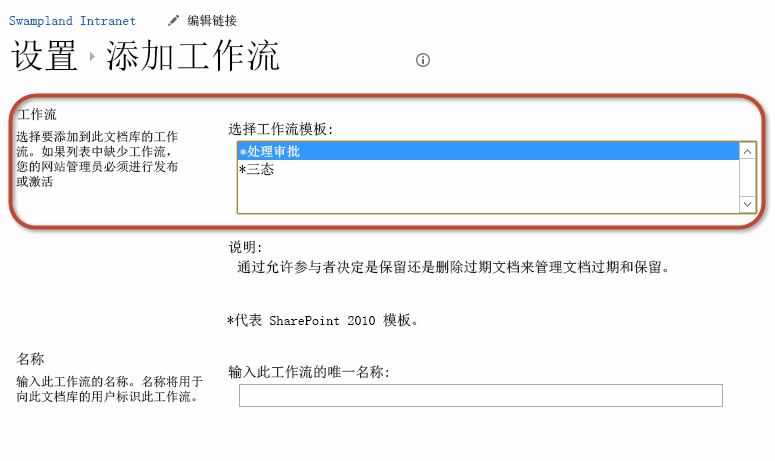 Swampland Intranet 编辑链接
设置 添加工作流
工作流
选择要添加到此文档库的工作
流。如果列表中缺少工作流,
您的网站管理员必须进行发布
或激活
选择工作流模板:
*处理审批
*三态
说明:
通过允许参与者决定是保留还是删除过期文档来管理文档过期和保留。
*代表 SharePoint 2010 模板。
名称
输入此工作流的名称。名称将用于
向此文档库的用户标识此工作流。
输入此工作流的唯一名称: